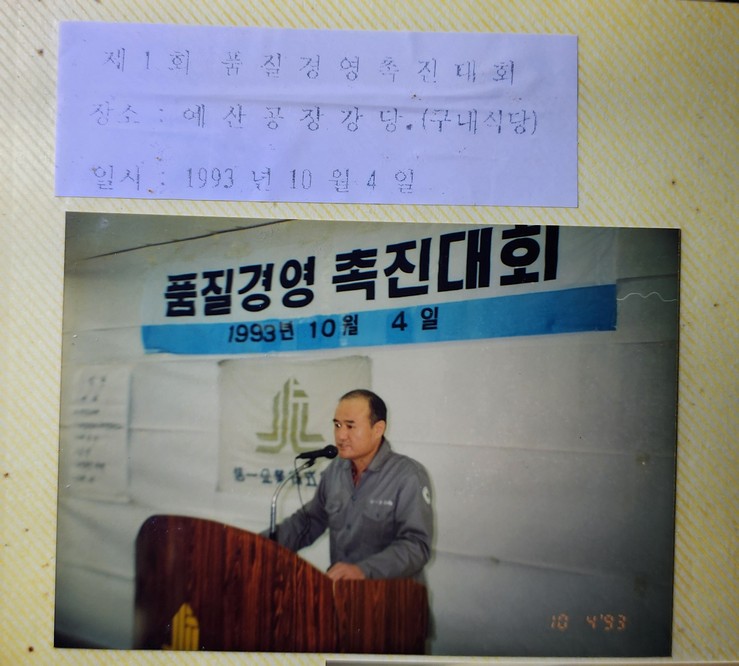 제 1 회 품 질 경 영 촉 진 대 회
장소 : 예 산 공 장 강 당. (구내식당)
일시 : 1993 년 10 월 4 일
품질경영 촉진대회
1993년 10월 4일
10 4'93